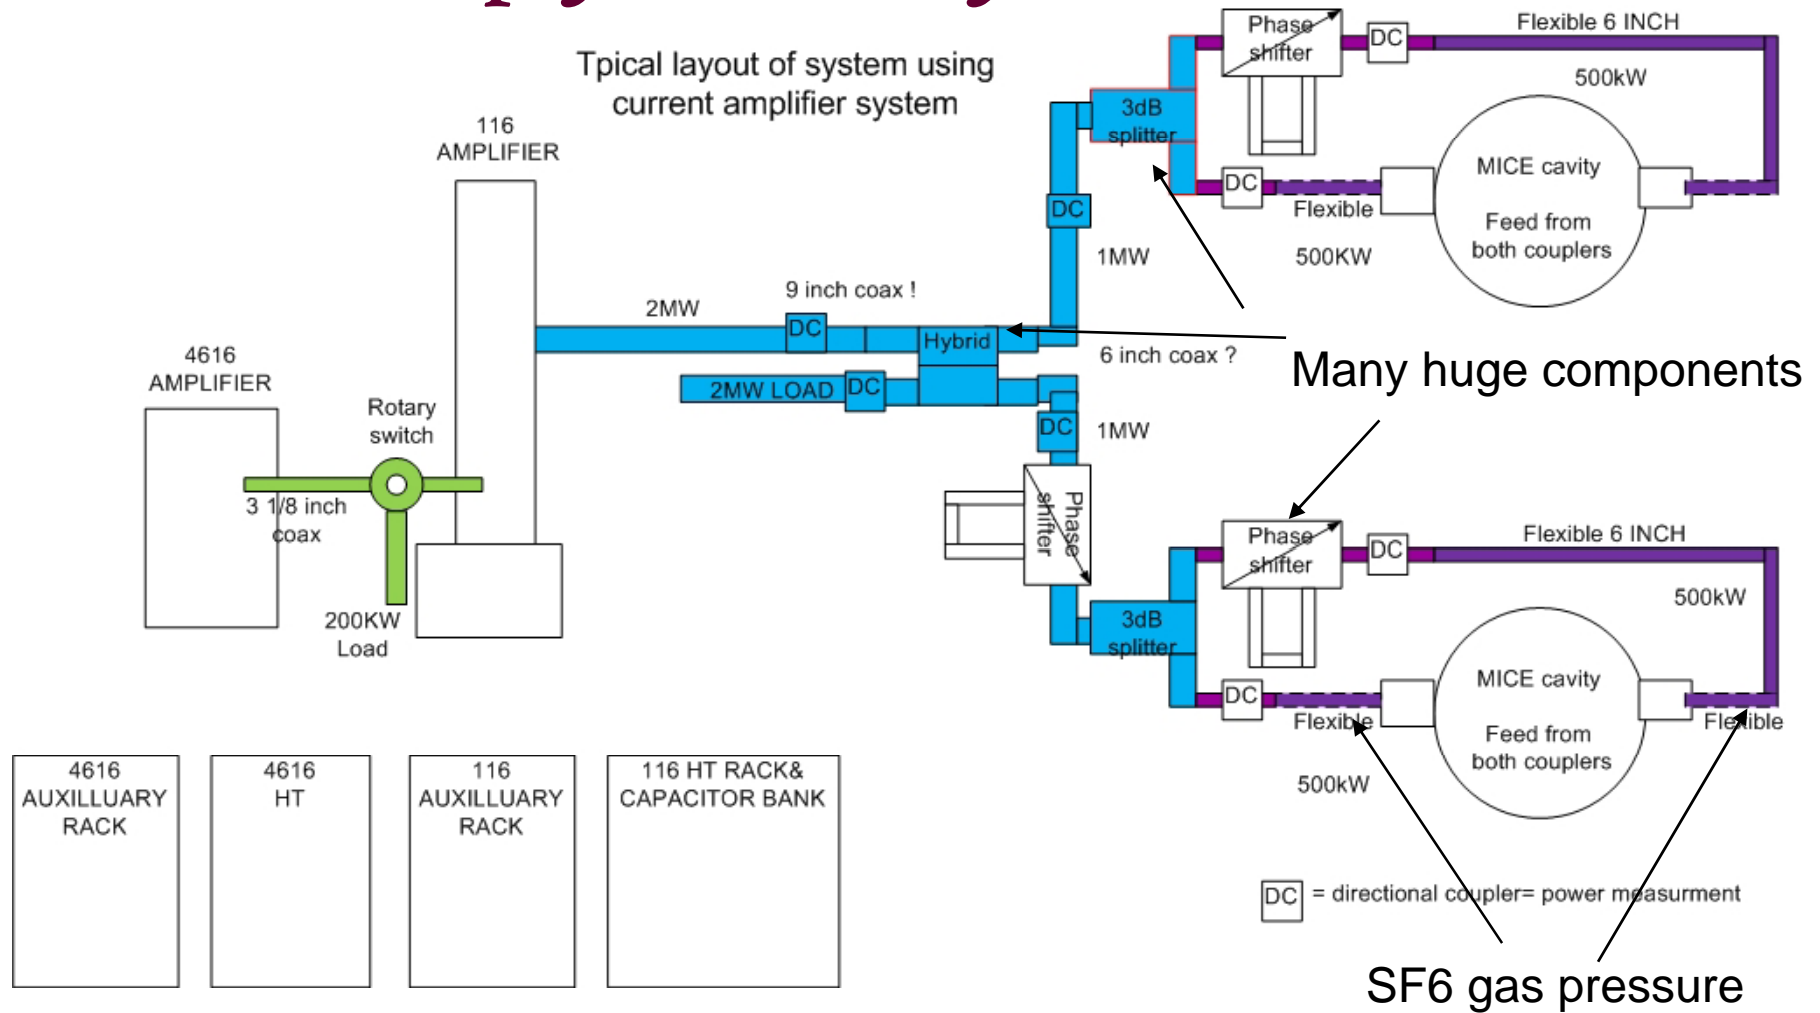 Tpical layout of system using
current amplifier system
116
AMPLIFIER
4616
AMPLIFIER
Rotary
switch
3 1/8 inch
coax
200KW
Load
2MW
9 inch coax !
DC
Hybrid
2MW LOAD
DC
6 inch coax ?
DC
1MW
DC
1MW
Phase
shifter
3dB
splitter
Phase
shifter
DC
Flexible 6 INCH
500kW
DC
Flexible
500KW
MICE cavity
Feed from
both couplers
Many huge components
3dB
splitter
Phase
shifter
DC
Flexible 6 INCH
500kW
DC
Flexible
500kW
MICE cavity
Feed from
both couplers
Flexible
4616
AUXILLUARY
RACK
4616
HT
116
AUXILLUARY
RACK
116 HT RACK&
CAPACITOR BANK
DC = directional coupler= power measurment
SF6 gas pressure